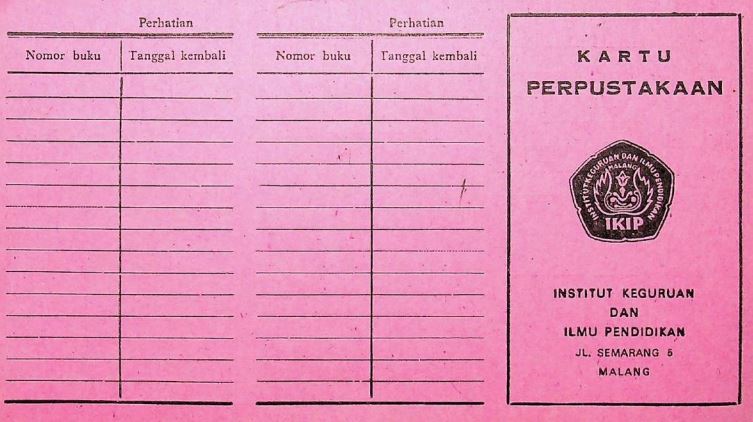 Perhatian
Nomor buku Tanggal kembali
Perhatian
Nomor buku Tanggal kembali
KARTU
PERPUSTAKAAN
INSTITUT KEGURUAN DAN ILMU PENDIDIKAN
MALANG
IKIP
INSTITUT KEGURUAN
DAN
ILMU PENDIDIKAN
JL. SEMARANG 5
MALANG